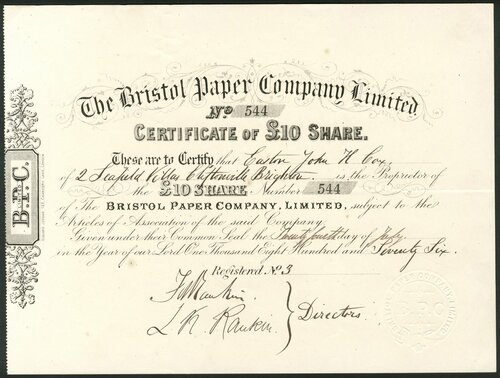 The Bristol Paper Company Limited.
No. 544
CERTIFICATE OF £10 SHARE.
These are to Certify that Easton John H Cox,
of 2 Seafield Villas Cliftonville Brighton is the Proprietor of
the £10 SHARE Number 544
of The BRISTOL PAPER COMPANY, LIMITED, subject to the
Articles of Association of the said Company.
Given under their Common Seal the Twenty fourth day of July
in the Year of our Lord One Thousand Eight Hundred and Seventy Six.
Registered No. 3
L. R. Rankin
Directors.
B.P.C.